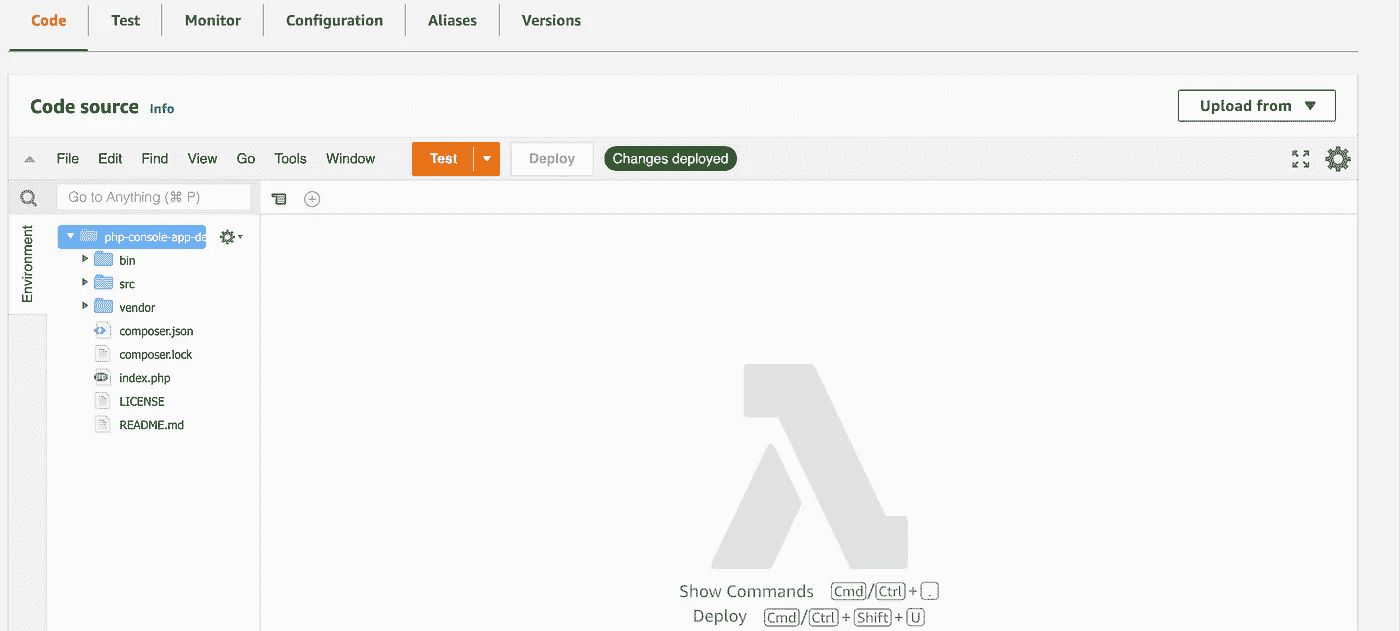 Code Test Monitor Configuration Aliases Versions
Code source Info Upload from
File Edit Find View Go Tools Window Test Deploy Changes deployed
Go to Anything (⌘ P)
Environment
php-console-app-de
bin
src
vendor
composer.json
composer.lock
index.php
LICENSE
README.md
Show Commands Cmd/Ctrl + .
Deploy Cmd/Ctrl + Shift + U